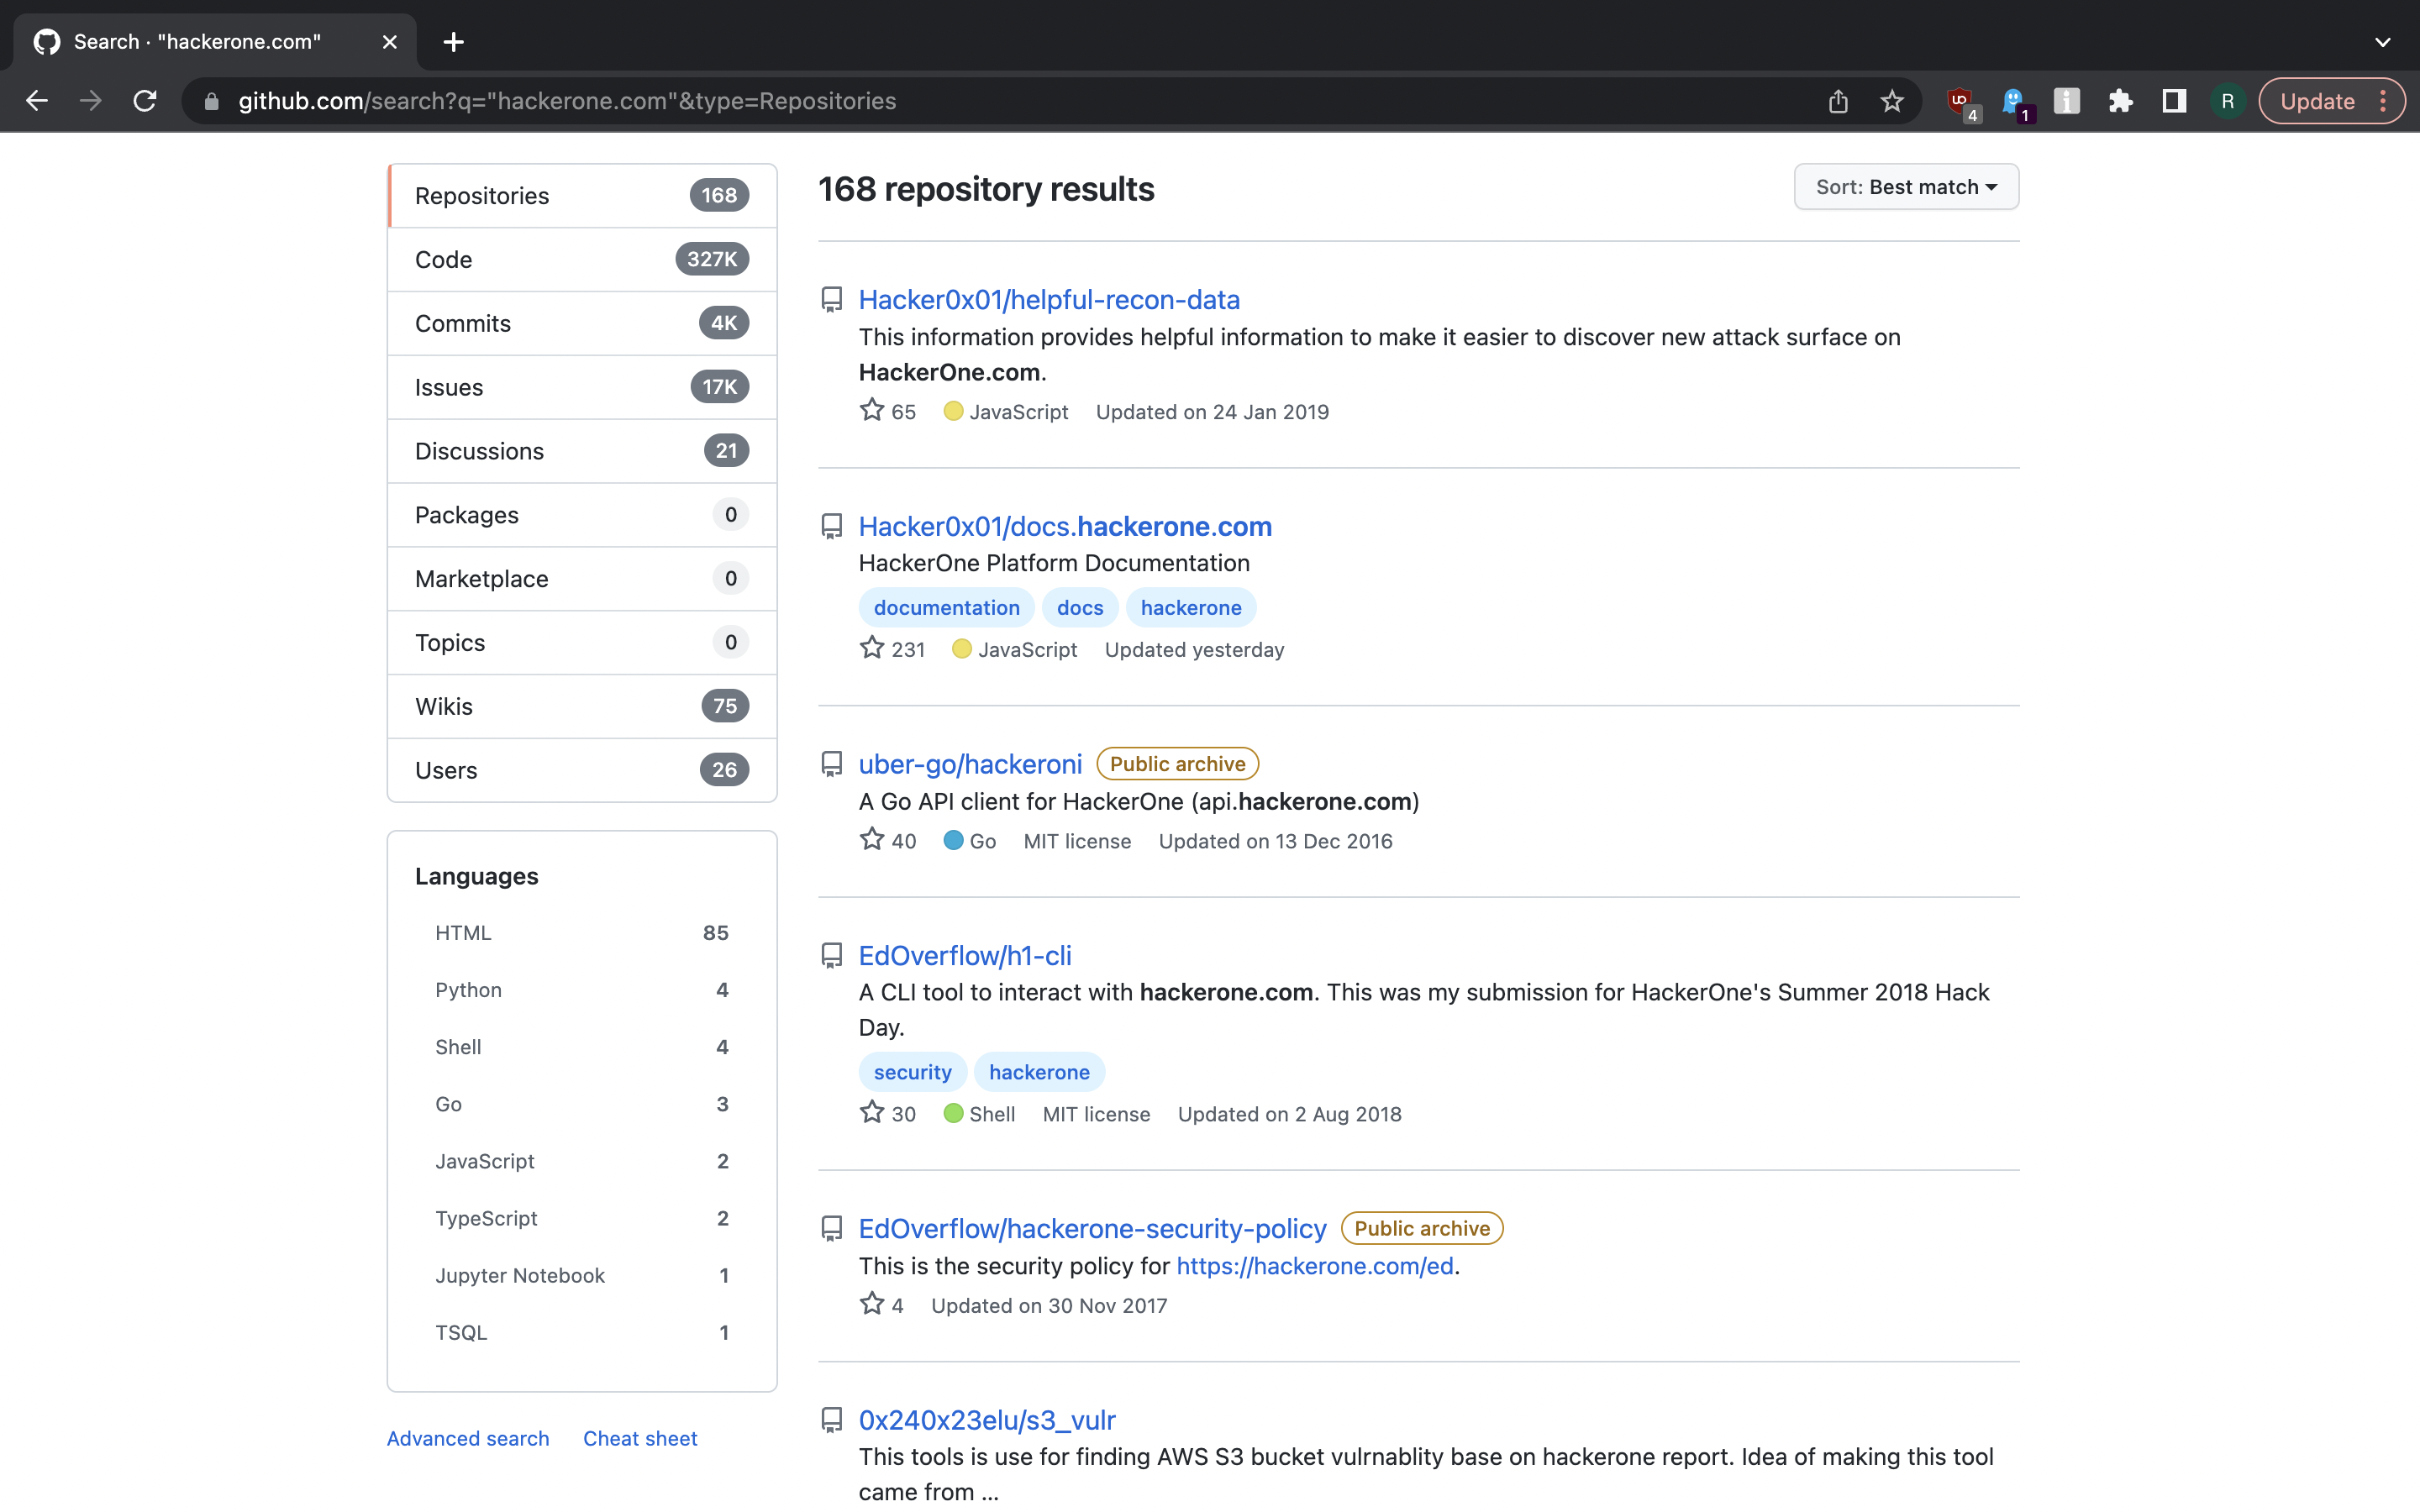 Search · "hackerone.com"
github.com/search?q="hackerone.com"&type=Repositories
4
1
R
Update
Repositories 168
Code 327K
Commits 4K
Issues 17K
Discussions 21
Packages 0
Marketplace 0
Topics 0
Wikis 75
Users 26
Languages
HTML 85
Python 4
Shell 4
Go 3
JavaScript 2
TypeScript 2
Jupyter Notebook 1
TSQL 1
Advanced search Cheat sheet
168 repository results
Sort: Best match
Hacker0x01/helpful-recon-data
This information provides helpful information to make it easier to discover new attack surface on
HackerOne.com.
65 JavaScript Updated on 24 Jan 2019
Hacker0x01/docs.hackerone.com
HackerOne Platform Documentation
documentation docs hackerone
231 JavaScript Updated yesterday
uber-go/hackeroni Public archive
A Go API client for HackerOne (api.hackerone.com)
40 Go MIT license Updated on 13 Dec 2016
EdOverflow/h1-cli
A CLI tool to interact with hackerone.com. This was my submission for HackerOne's Summer 2018 Hack
Day.
security hackerone
30 Shell MIT license Updated on 2 Aug 2018
EdOverflow/hackerone-security-policy Public archive
This is the security policy for https://hackerone.com/ed.
4 Updated on 30 Nov 2017
0x240x23elu/s3_vulr
This tools is use for finding AWS S3 bucket vulrnablity base on hackerone report. Idea of making this tool
came from ...